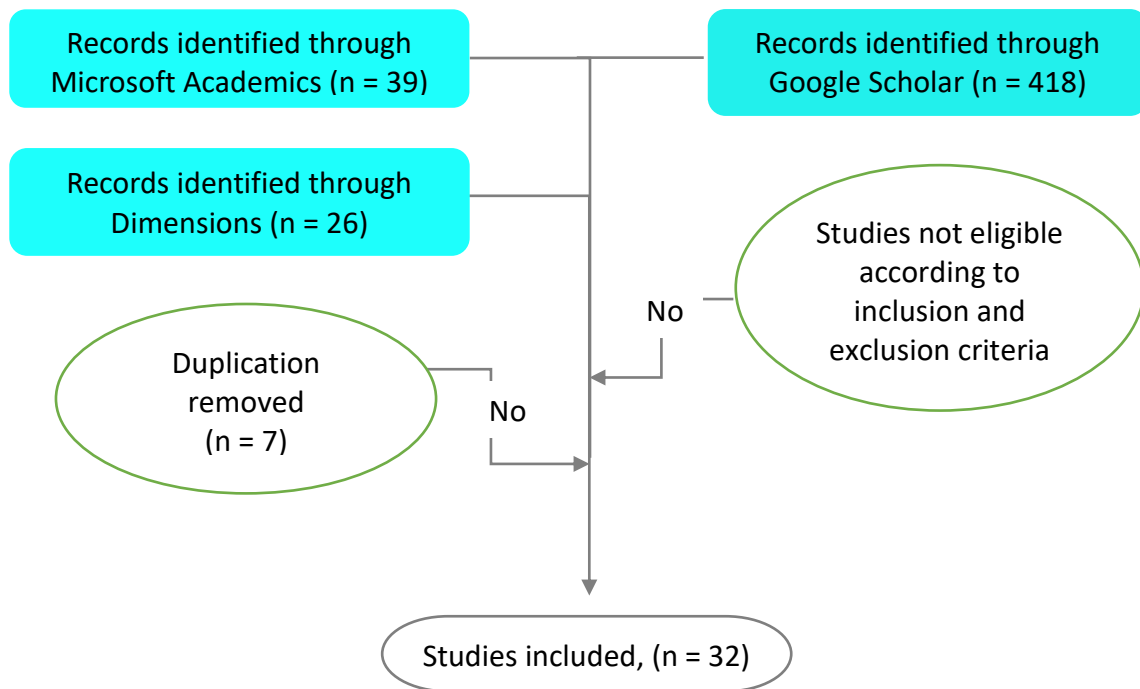 Records identified through
Microsoft Academics (n = 39)
Records identified through
Google Scholar (n = 418)
Records identified through
Dimensions (n = 26)
Studies not eligible
according to
inclusion and
exclusion criteria
No
Duplication
removed
(n = 7)
No
Studies included, (n = 32)